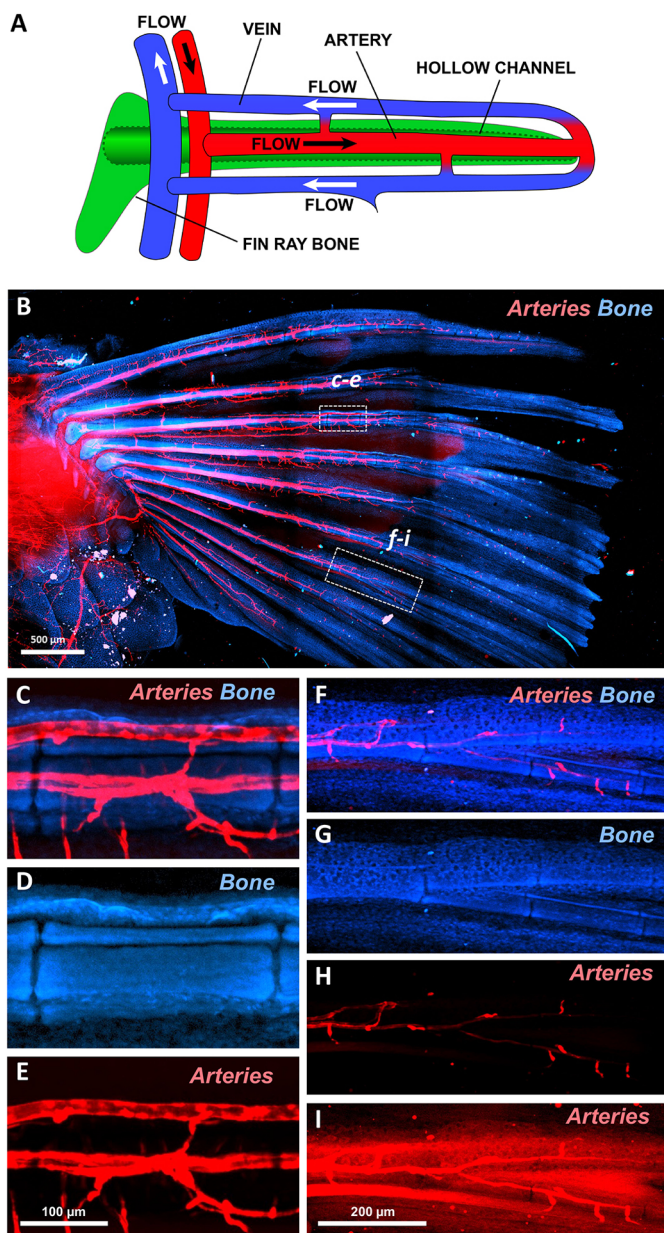 A
FLOW
VEIN
ARTERY
HOLLOW CHANNEL
FLOW
FLOW
FLOW
FIN RAY BONE
B
Arteries Bone
c-e
f-i
500 µm
C
Arteries Bone
D
Bone
E
Arteries
100 µm
F
Arteries Bone
G
Bone
H
Arteries
I
Arteries
200 µm